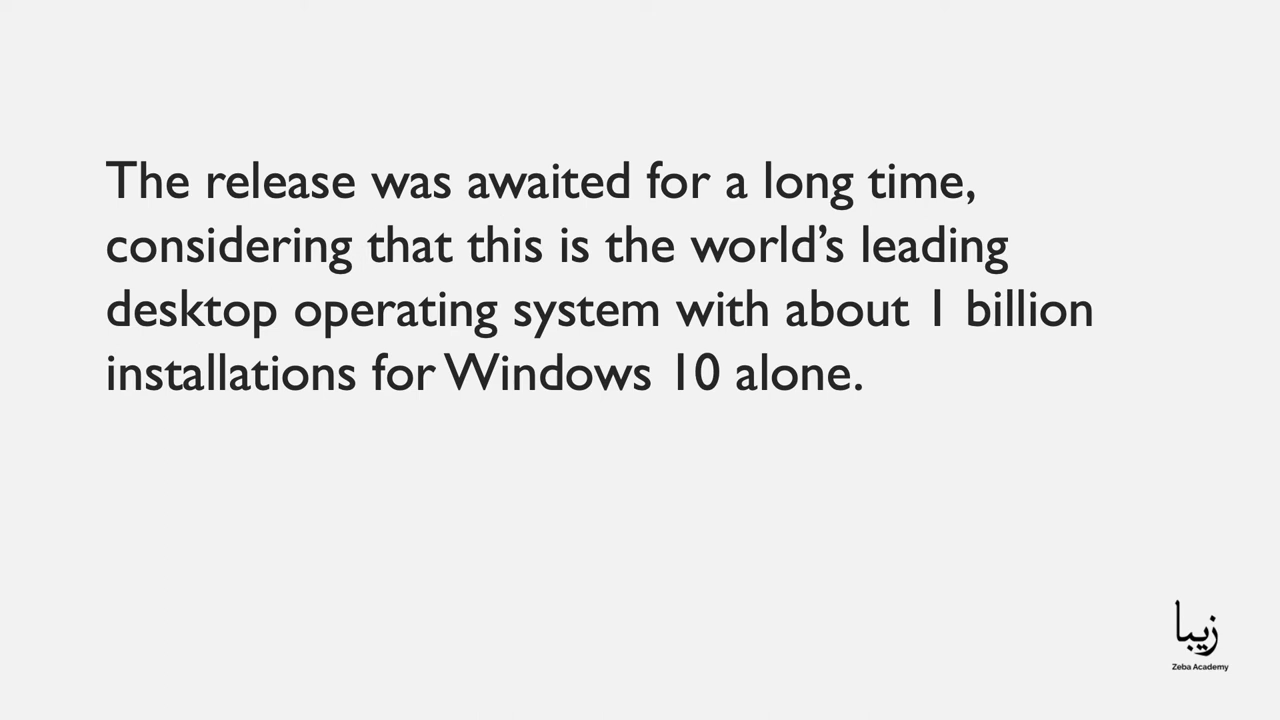 The release was awaited for a long time,
considering that this is the world’s leading
desktop operating system with about 1 billion
installations for Windows 10 alone.
زيبا
Zeba Academy